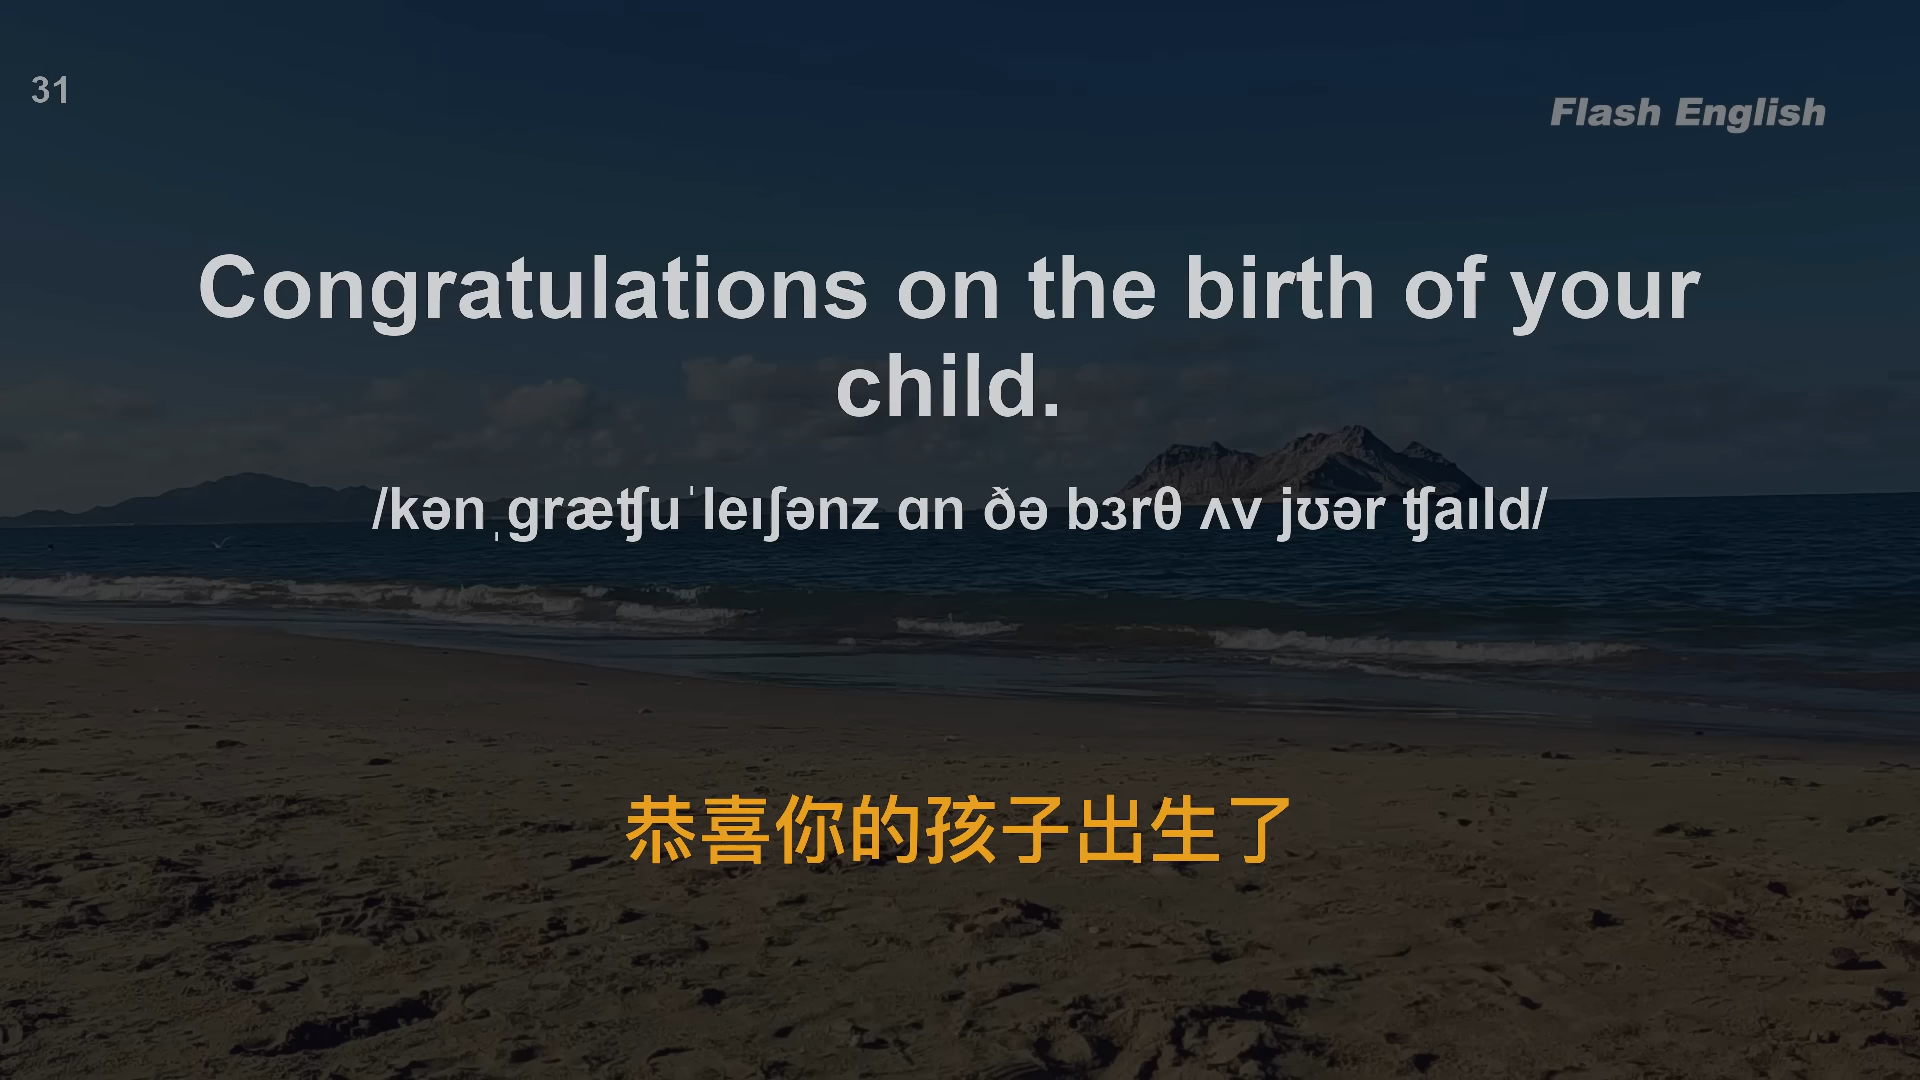 31
Flash English
Congratulations on the birth of your
child.
/kənˌɡræʧuˈleɪʃənz ɑn ðə bɜrθ ʌv jʊər ʧaɪld/
恭喜你的孩子出生了